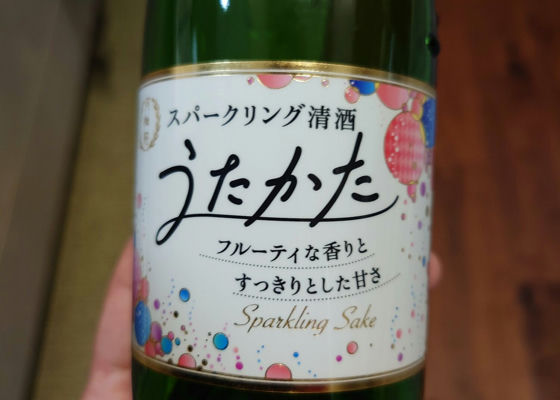 スパークリング清酒
うたかた
フルーティな香りと
すっきりとした甘さ
Sparkling Sake